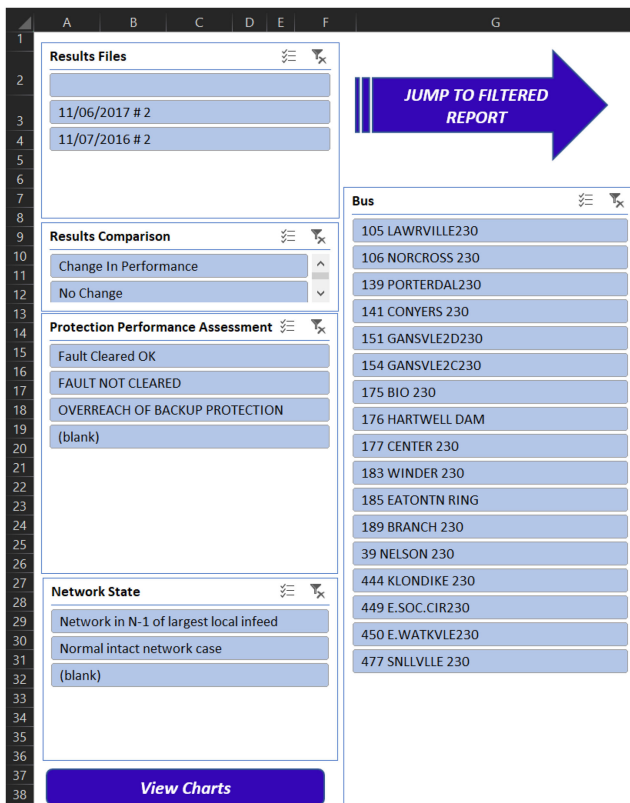 A B C D E F G
1
2
3
4
5
6
7
8
9
10
11
12
13
14
15
16
17
18
19
20
21
22
23
24
25
26
27
28
29
30
31
32
33
34
35
36
37
38
Results Files
11/06/2017 # 2
11/07/2016 # 2
JUMP TO FILTERED
REPORT
Results Comparison
Change In Performance
No Change
Protection Performance Assessment
Fault Cleared OK
FAULT NOT CLEARED
OVERREACH OF BACKUP PROTECTION
(blank)
Network State
Network in N-1 of largest local infeed
Normal intact network case
(blank)
View Charts
Bus
105 LAWRVILLE230
106 NORCROSS 230
139 PORTERDAL230
141 CONYERS 230
151 GANSVLE2D230
154 GANSVLE2C230
175 BIO 230
176 HARTWELL DAM
177 CENTER 230
183 WINDER 230
185 EATONTN RING
189 BRANCH 230
39 NELSON 230
444 KLONDIKE 230
449 E.SOC.CIR230
450 E.WATKVLE230
477 SNLLVLLE 230